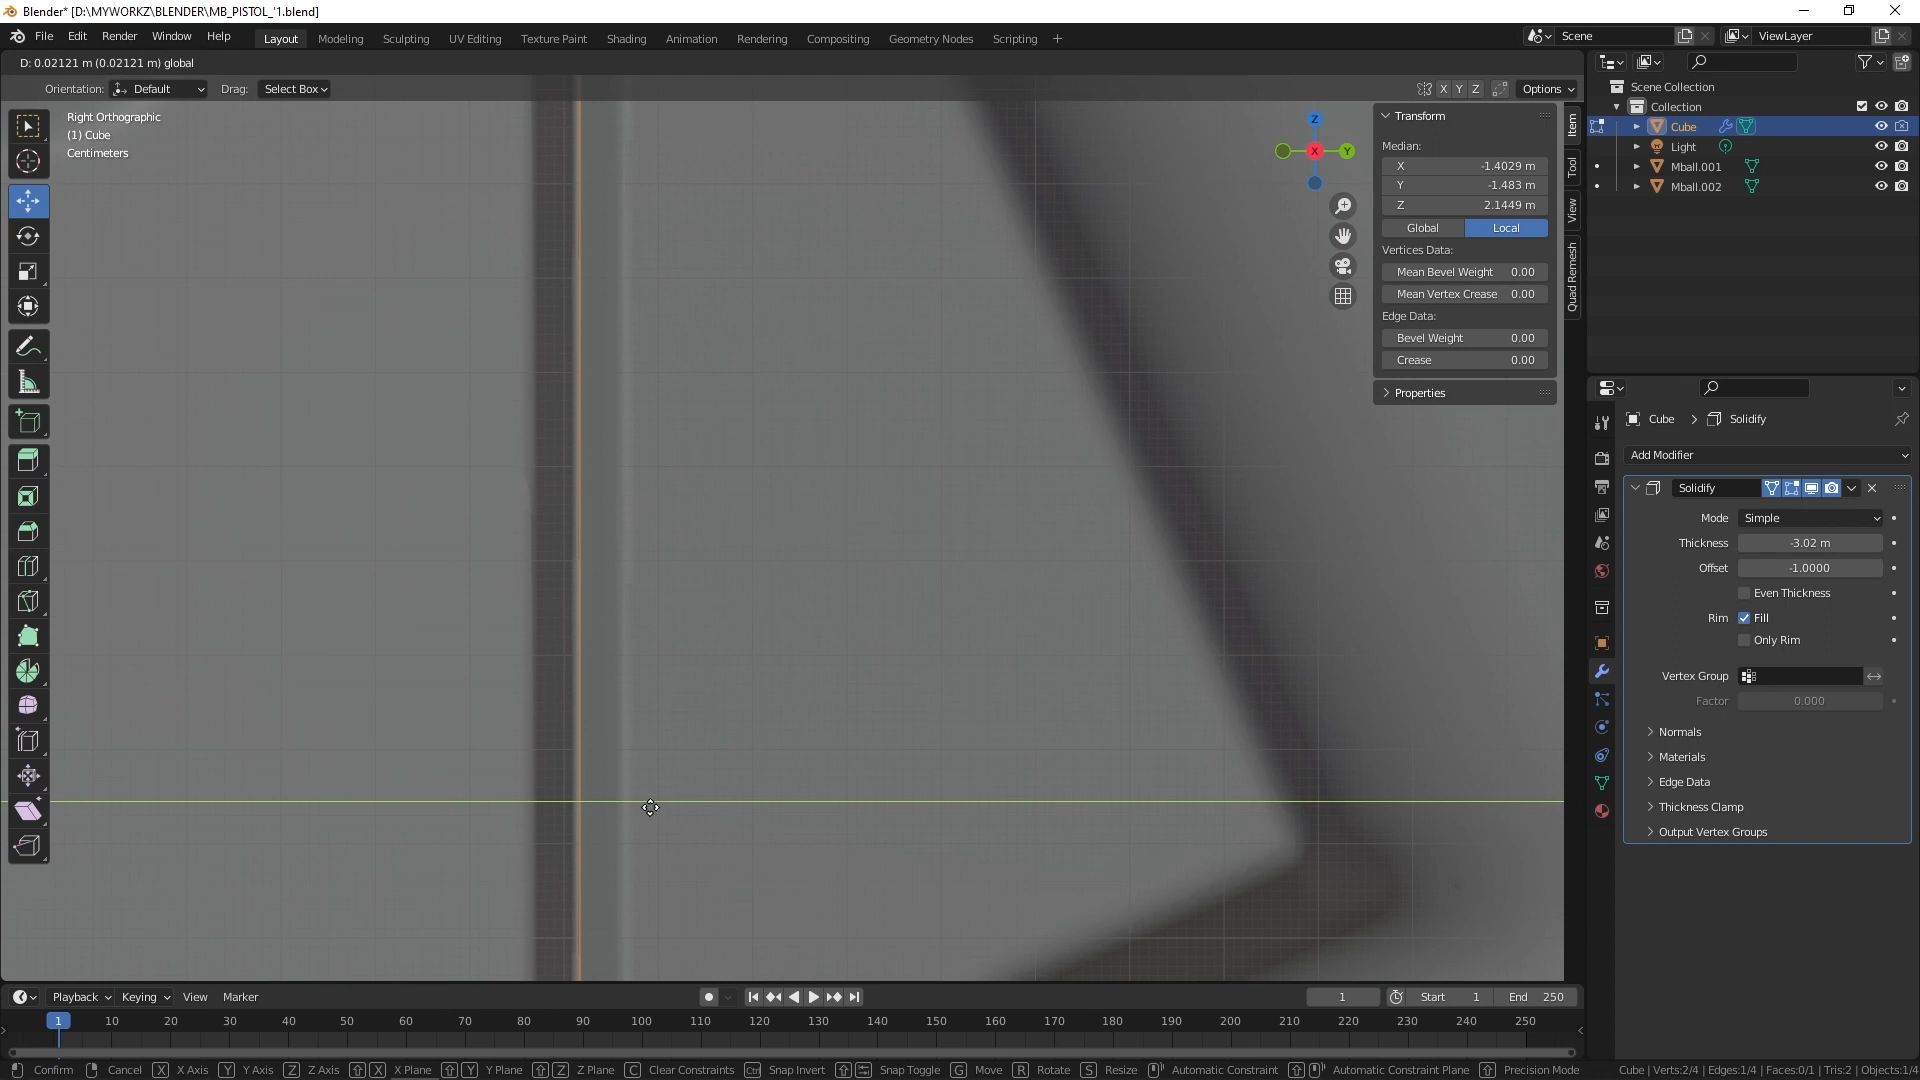 Blender* [D:\MYWORKZ\BLENDER\MB_PISTOL_'1.blend]
File Edit Render Window Help Layout Modeling Sculpting UV Editing Texture Paint Shading Animation Rendering Compositing Geometry Nodes Scripting + Scene ViewLayer
D: 0.02121 m (0.02121 m) global
Orientation: Default Drag: Select Box X Y Z Options
Right Orthographic
(1) Cube
Centimeters
Z
X
Y
Transform
Median:
X -1.4029 m
Y -1.483 m
Z 2.1449 m
Global Local
Vertices Data:
Mean Bevel Weight 0.00
Mean Vertex Crease 0.00
Edge Data:
Bevel Weight 0.00
Crease 0.00
Properties
Item
Tool
View
Quad Remesh
Scene Collection
Collection
Cube
Light
Mball.001
Mball.002
Cube > Solidify
Add Modifier
Solidify
Mode Simple
Thickness -3.02 m
Offset -1.0000
Even Thickness
Rim Fill
Only Rim
Vertex Group
Factor 0.000
Normals
Materials
Edge Data
Thickness Clamp
Output Vertex Groups
Playback Keying View Marker 1 Start 1 End 250
1 10 20 30 40 50 60 70 80 90 100 110 120 130 140 150 160 170 180 190 200 210 220 230 240 250
Confirm Cancel X X Axis Y Y Axis Z Z Axis X X Plane Y Y Plane Z Z Plane C Clear Constraints Ctrl Snap Invert Snap Toggle G Move R Rotate S Resize Automatic Constraint Automatic Constraint Plane Precision Mode Cube | Verts:2/4 | Edges:1/4 | Faces:0/1 | Tris:2 | Objects:1/4